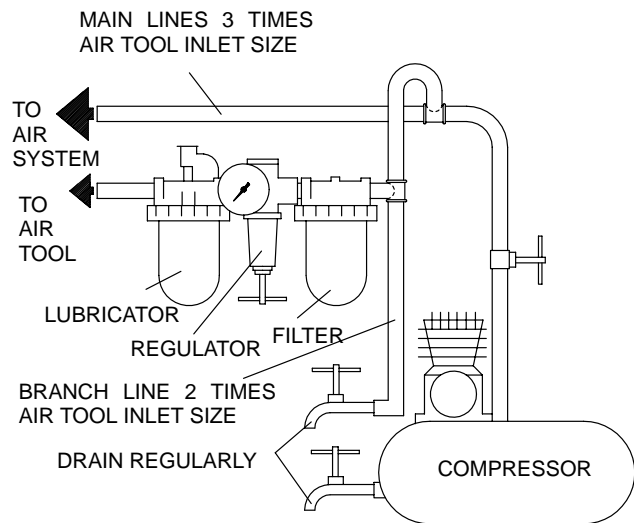 MAIN LINES 3 TIMES
AIR TOOL INLET SIZE
TO
AIR
SYSTEM
TO
AIR
TOOL
LUBRICATOR
REGULATOR
FILTER
BRANCH LINE 2 TIMES
AIR TOOL INLET SIZE
DRAIN REGULARLY
COMPRESSOR